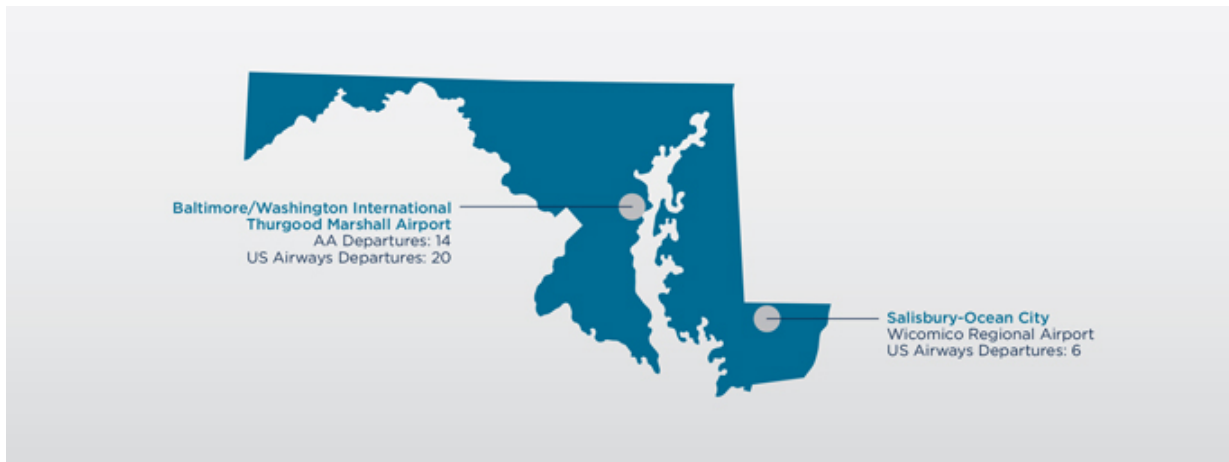 Baltimore/Washington International
Thurgood Marshall Airport
AA Departures: 14
US Airways Departures: 20
Salisbury-Ocean City
Wicomico Regional Airport
US Airways Departures: 6